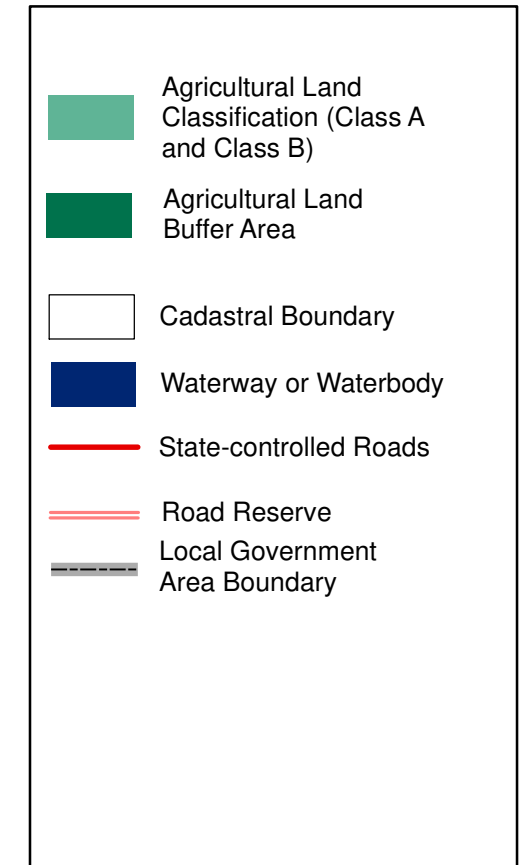 Agricultural Land
Classification (Class A
and Class B)
Agricultural Land
Buffer Area
Cadastral Boundary
Waterway or Waterbody
State-controlled Roads
Road Reserve
Local Government
Area Boundary